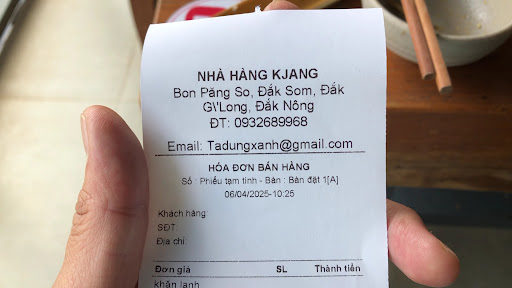 NHÀ HÀNG KJANG
Bon Păng So, Đắk Som, Đắk
G\'Long, Đắk Nông
ĐT: 0932689968
Email: Tadungxanh@gmail.com
HÓA ĐƠN BÁN HÀNG
Số : Phiếu tạm tính - Bàn : Bàn đặt 1[A]
06/04/2025-10:25
Khách hàng:
SĐT:
Địa chỉ:
Đơn giá SL Thành tiền
khăn lạnh